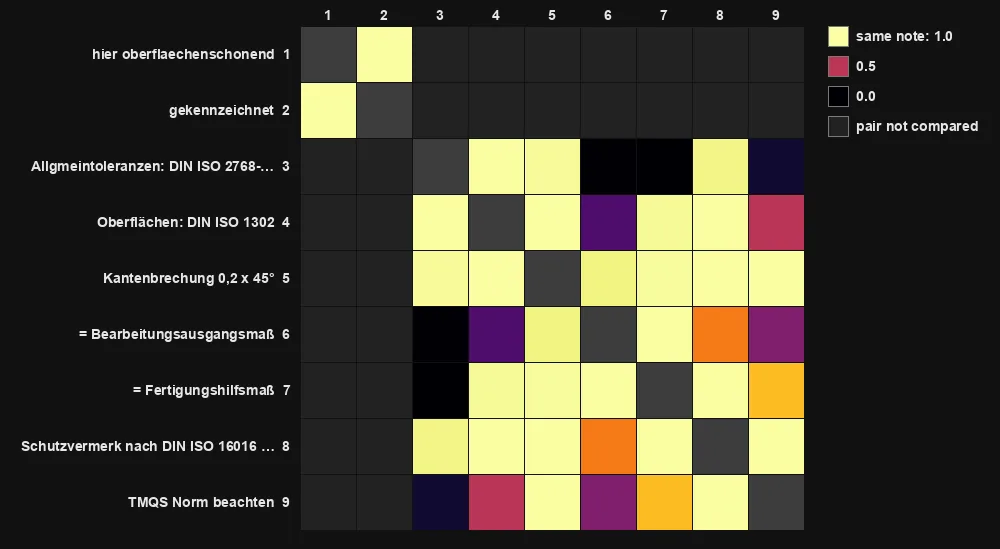 1 2 3 4 5 6 7 8 9
same note: 1.0
0.5
0.0
pair not compared
hier oberflaechenschonend 1
gekennzeichnet 2
Allgmeintoleranzen: DIN ISO 2768-... 3
Oberflächen: DIN ISO 1302 4
Kantenbrechung 0,2 x 45° 5
= Bearbeitungsausgangsmaß 6
= Fertigungshilfsmaß 7
Schutzvermerk nach DIN ISO 16016 ... 8
TMQS Norm beachten 9